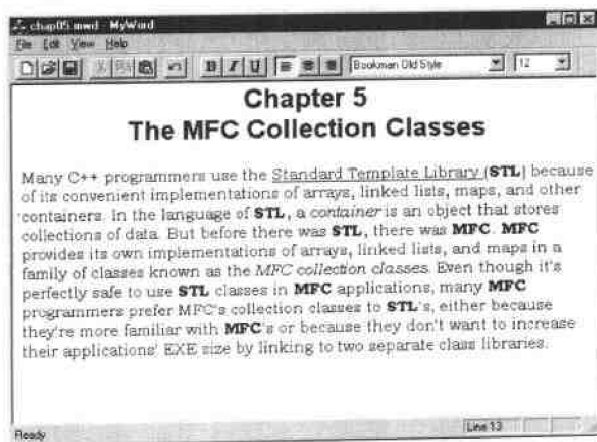 chap05.mwd - MyWord
File Edit View Help
B I U Bookman Old Style 12
Chapter 5
The MFC Collection Classes
Many C++ programmers use the Standard Template Library (STL) because
of its convenient implementations of arrays, linked lists, maps, and other
containers. In the language of STL, a container is an object that stores
collections of data. But before there was STL, there was MFC. MFC
provides its own implementations of arrays, linked lists, and maps in a
family of classes known as the MFC collection classes. Even though it's
perfectly safe to use STL classes in MFC applications, many MFC
programmers prefer MFC's collection classes to STL's, either because
they're more familiar with MFC's or because they don't want to increase
their applications' EXE size by linking to two separate class libraries.
Ready Line 13